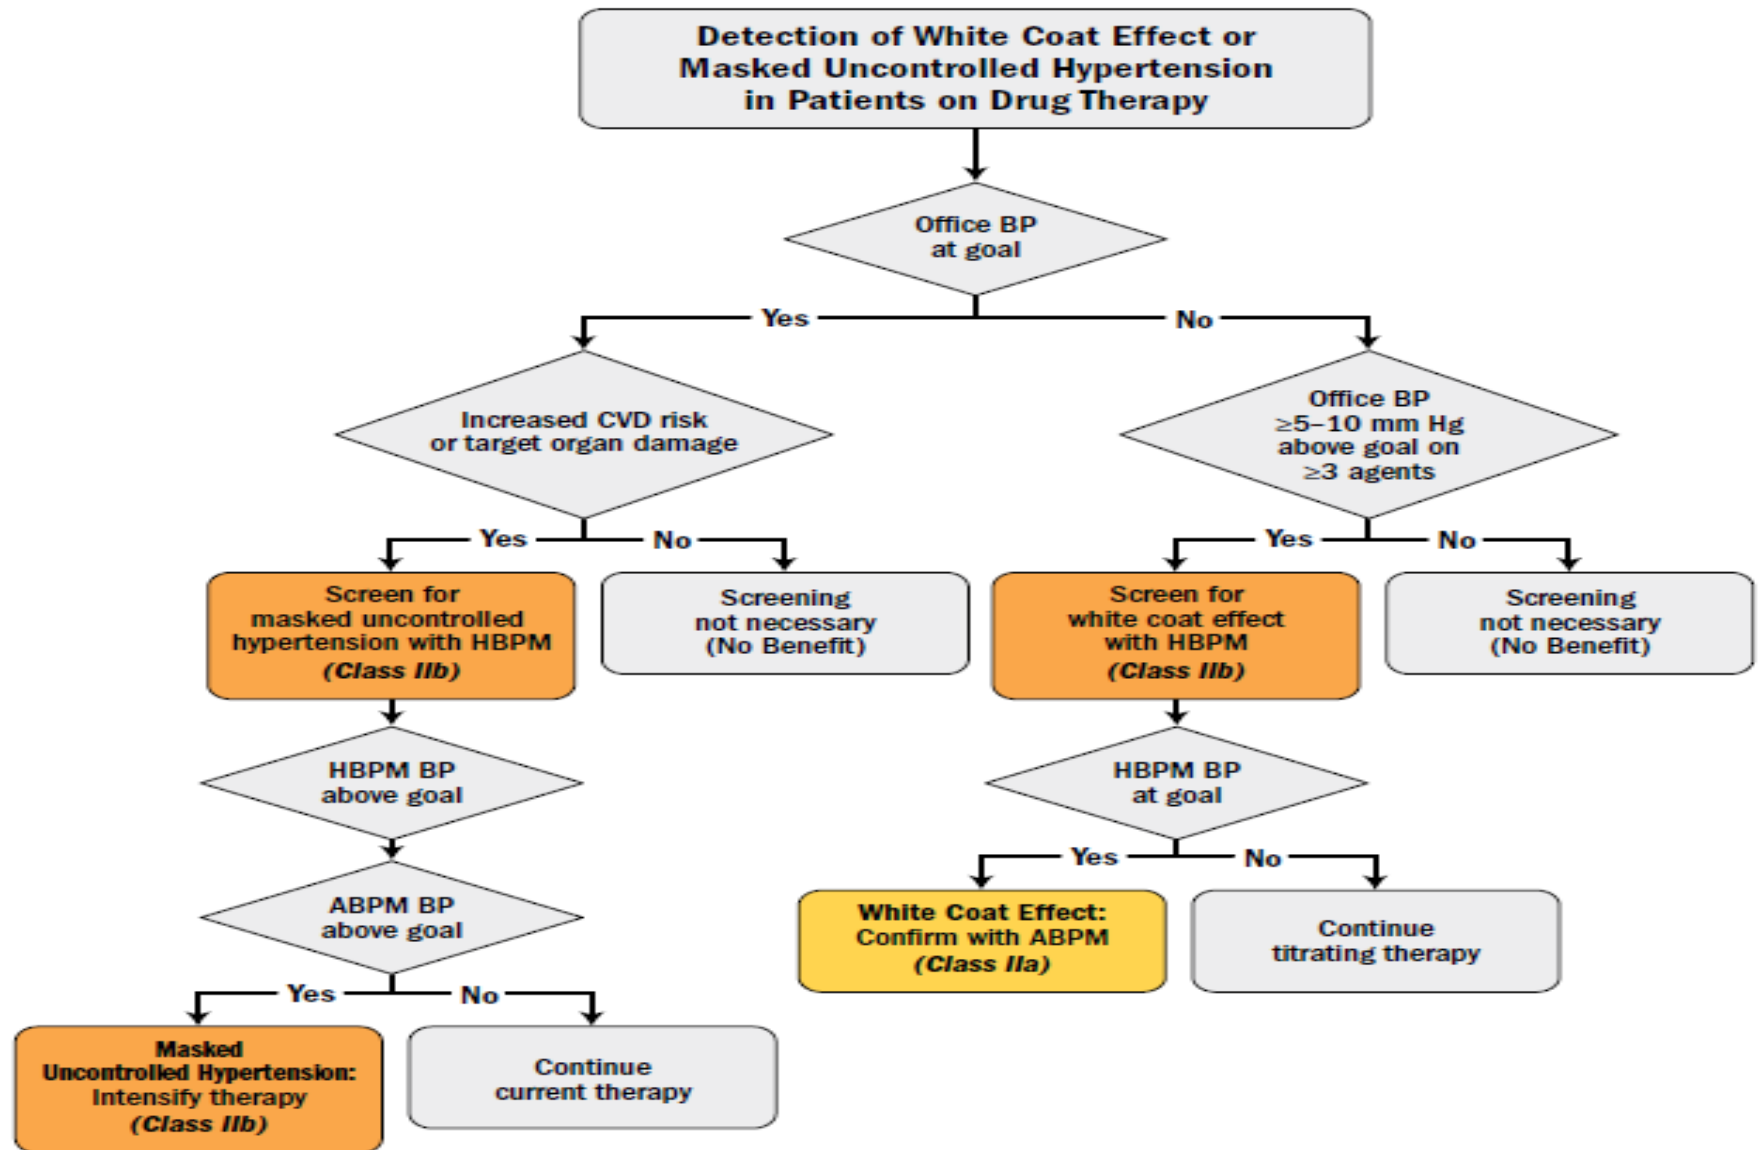 Detection of White Coat Effect or
Masked Uncontrolled Hypertension
in Patients on Drug Therapy
Office BP
at goal
Yes
No
Increased CVD risk
or target organ damage
Office BP
≥5–10 mm Hg
above goal on
≥3 agents
Yes
No
Yes
No
Screen for
masked uncontrolled
hypertension with HBPM
(Class IIb)
Screening
not necessary
(No Benefit)
Screen for
white coat effect
with HBPM
(Class IIb)
Screening
not necessary
(No Benefit)
HBPM BP
above goal
HBPM BP
at goal
Yes
No
ABPM BP
above goal
White Coat Effect:
Confirm with ABPM
(Class IIa)
Continue
titrating therapy
Yes
No
Masked
Uncontrolled Hypertension:
Intensify therapy
(Class IIb)
Continue
current therapy